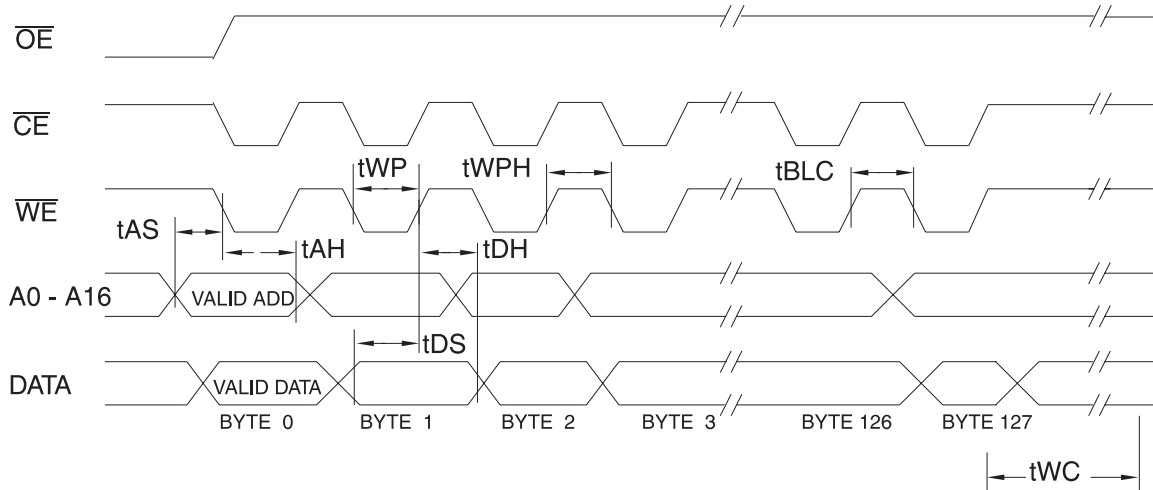 OE
CE
tWP tWPH tBLC
WE
tAS tAH tDH
A0 - A16 VALID ADD
tDS
DATA VALID DATA
BYTE 0 BYTE 1 BYTE 2 BYTE 3 BYTE 126 BYTE 127
tWC